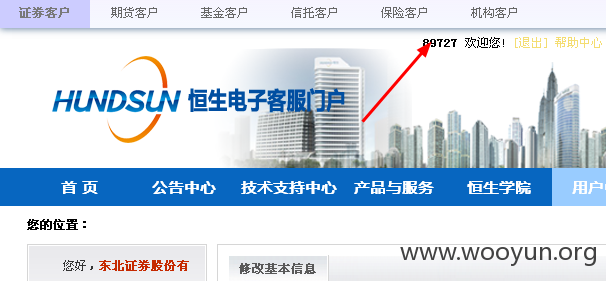 证券客户 期货客户 基金客户 信托客户 保险客户 机构客户
89727 欢迎您! [退出] 帮助中心
HUNDSUN 恒生电子客服门户
首 页 公告中心 技术支持中心 产品与服务 恒生学院 用户
您的位置：
您好，东北证券股份有
修改基本信息
www.wooyun.org